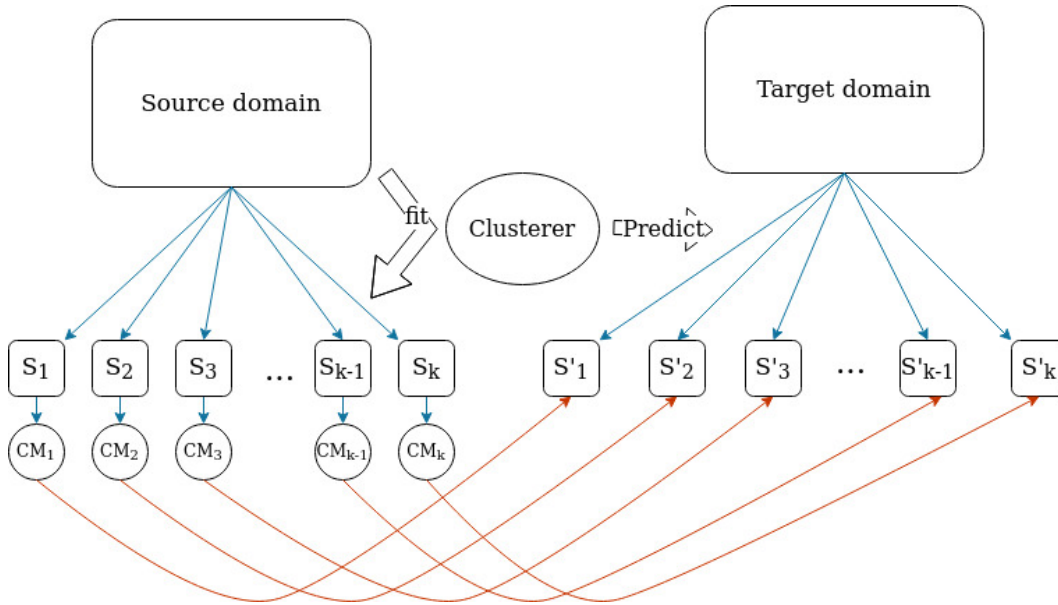 Source domain
Target domain
fit
Clusterer
Predict
S₁
S₂
S₃
...
Sₖ₋₁
Sₖ
S'₁
S'₂
S'₃
...
S'ₖ₋₁
S'ₖ
CM₁
CM₂
CM₃
CMₖ₋₁
CMₖ